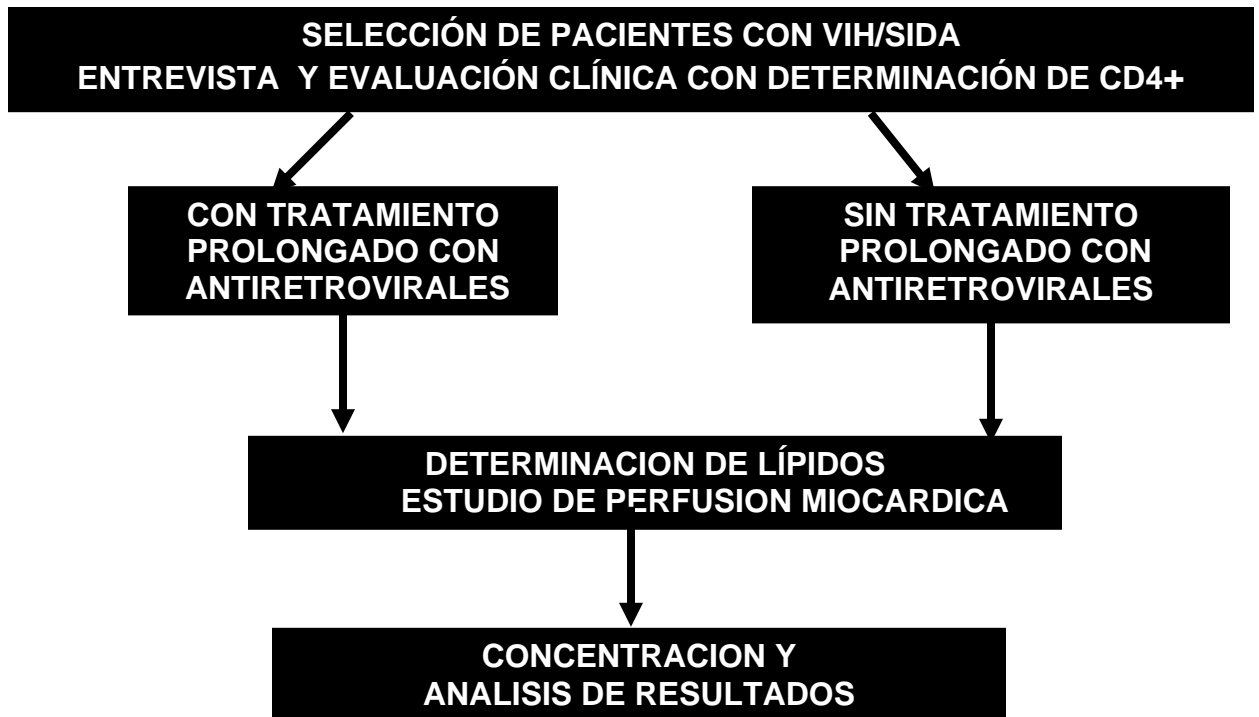 SELECCIÓN DE PACIENTES CON VIH/SIDA
ENTREVISTA Y EVALUACIÓN CLÍNICA CON DETERMINACIÓN DE CD4+
CON TRATAMIENTO
PROLONGADO CON
ANTIRETROVIRALES
SIN TRATAMIENTO
PROLONGADO CON
ANTIRETROVIRALES
DETERMINACION DE LÍPIDOS
ESTUDIO DE PERFUSION MIOCARDICA
CONCENTRACION Y
ANALISIS DE RESULTADOS